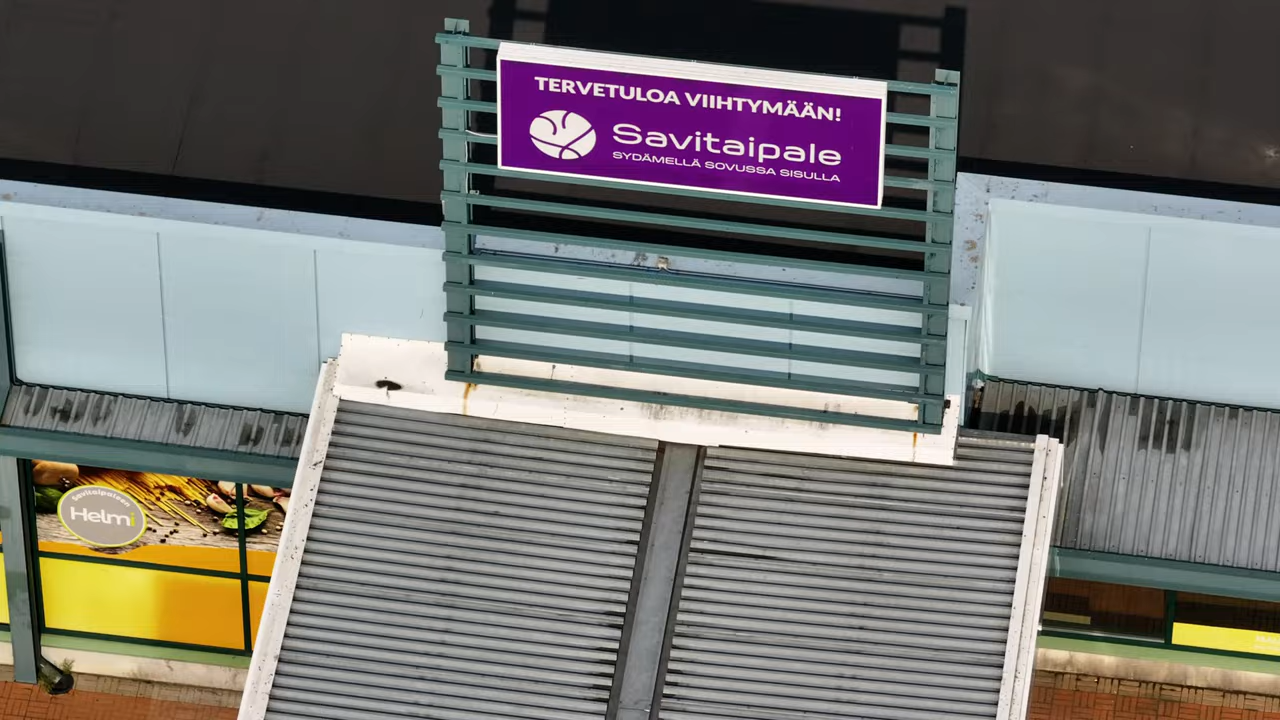 TERVETULOA VIIHTYMÄÄN!
Savitaipale
SYDÄMELLÄ SOVUSSA SISULLA
Savitaipaleen
Helmi